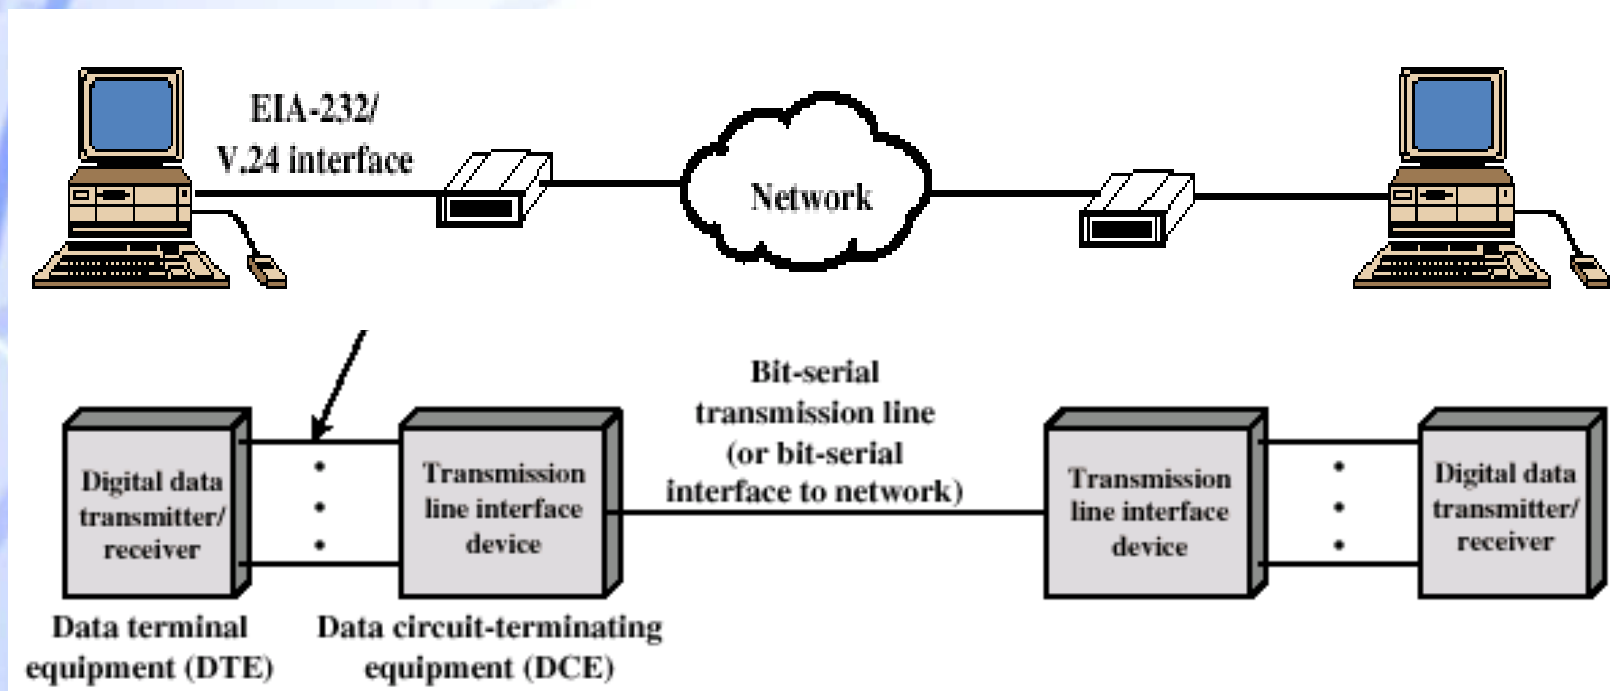 EIA-232/
V.24 interface
Network
Bit-serial
transmission line
(or bit-serial
interface to network)
Digital data
transmitter/
receiver
Transmission
line interface
device
Transmission
line interface
device
Digital data
transmitter/
receiver
Data terminal
equipment (DTE)
Data circuit-terminating
equipment (DCE)